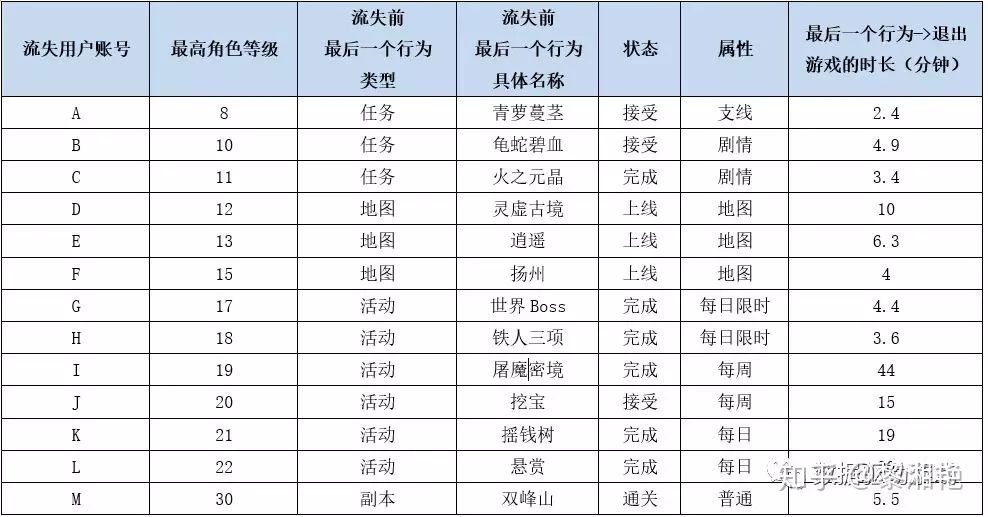 流失用户账号 最高角色等级 流失前最后一个行为类型 流失前最后一个行为具体名称 状态 属性 最后一个行为->退出游戏的时长（分钟）
A 8 任务 青萝蔓茎 接受 支线 2.4
B 10 任务 龟蛇碧血 接受 剧情 4.9
C 11 任务 火之元晶 完成 剧情 3.4
D 12 地图 灵虚古境 上线 地图 10
E 13 地图 逍遥 上线 地图 6.3
F 15 地图 扬州 上线 地图 4
G 17 活动 世界Boss 完成 每日限时 4.4
H 18 活动 铁人三项 完成 每日限时 3.6
I 19 活动 屠魔密境 完成 每周 44
J 20 活动 挖宝 接受 每周 15
K 21 活动 摇钱树 完成 每日 19
L 22 活动 悬赏 完成 每日
M 30 副本 双峰山 通关 普通 5.5
知乎 @黎湘艳